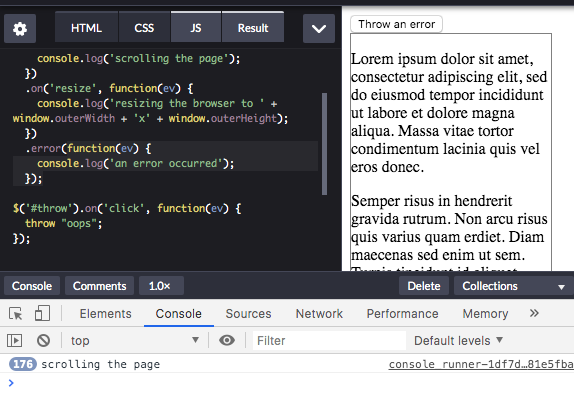 HTML CSS JS Result
console.log('scrolling the page');
})
.on('resize', function(ev) {
console.log('resizing the browser to ' +
window.outerWidth + 'x' + window.outerHeight);
})
.error(function(ev) {
console.log('an error occurred');
});
$('#throw').on('click', function(ev) {
throw "oops";
});
Throw an error
Lorem ipsum dolor sit amet,
consectetur adipiscing elit, sed
do eiusmod tempor incididunt
ut labore et dolore magna
aliqua. Massa vitae tortor
condimentum lacinia quis vel
eros donec.
Semper risus in hendrerit
gravida rutrum. Non arcu risus
quis varius quam erdiet. Diam
maecenas sed enim ut sem.
Turpis tincidunt id aliquet
Console Comments 1.0× Delete Collections
Elements Console Sources Network Performance Memory »
top Filter Default levels
176 scrolling the page console_runner-1df7d…81e5fba